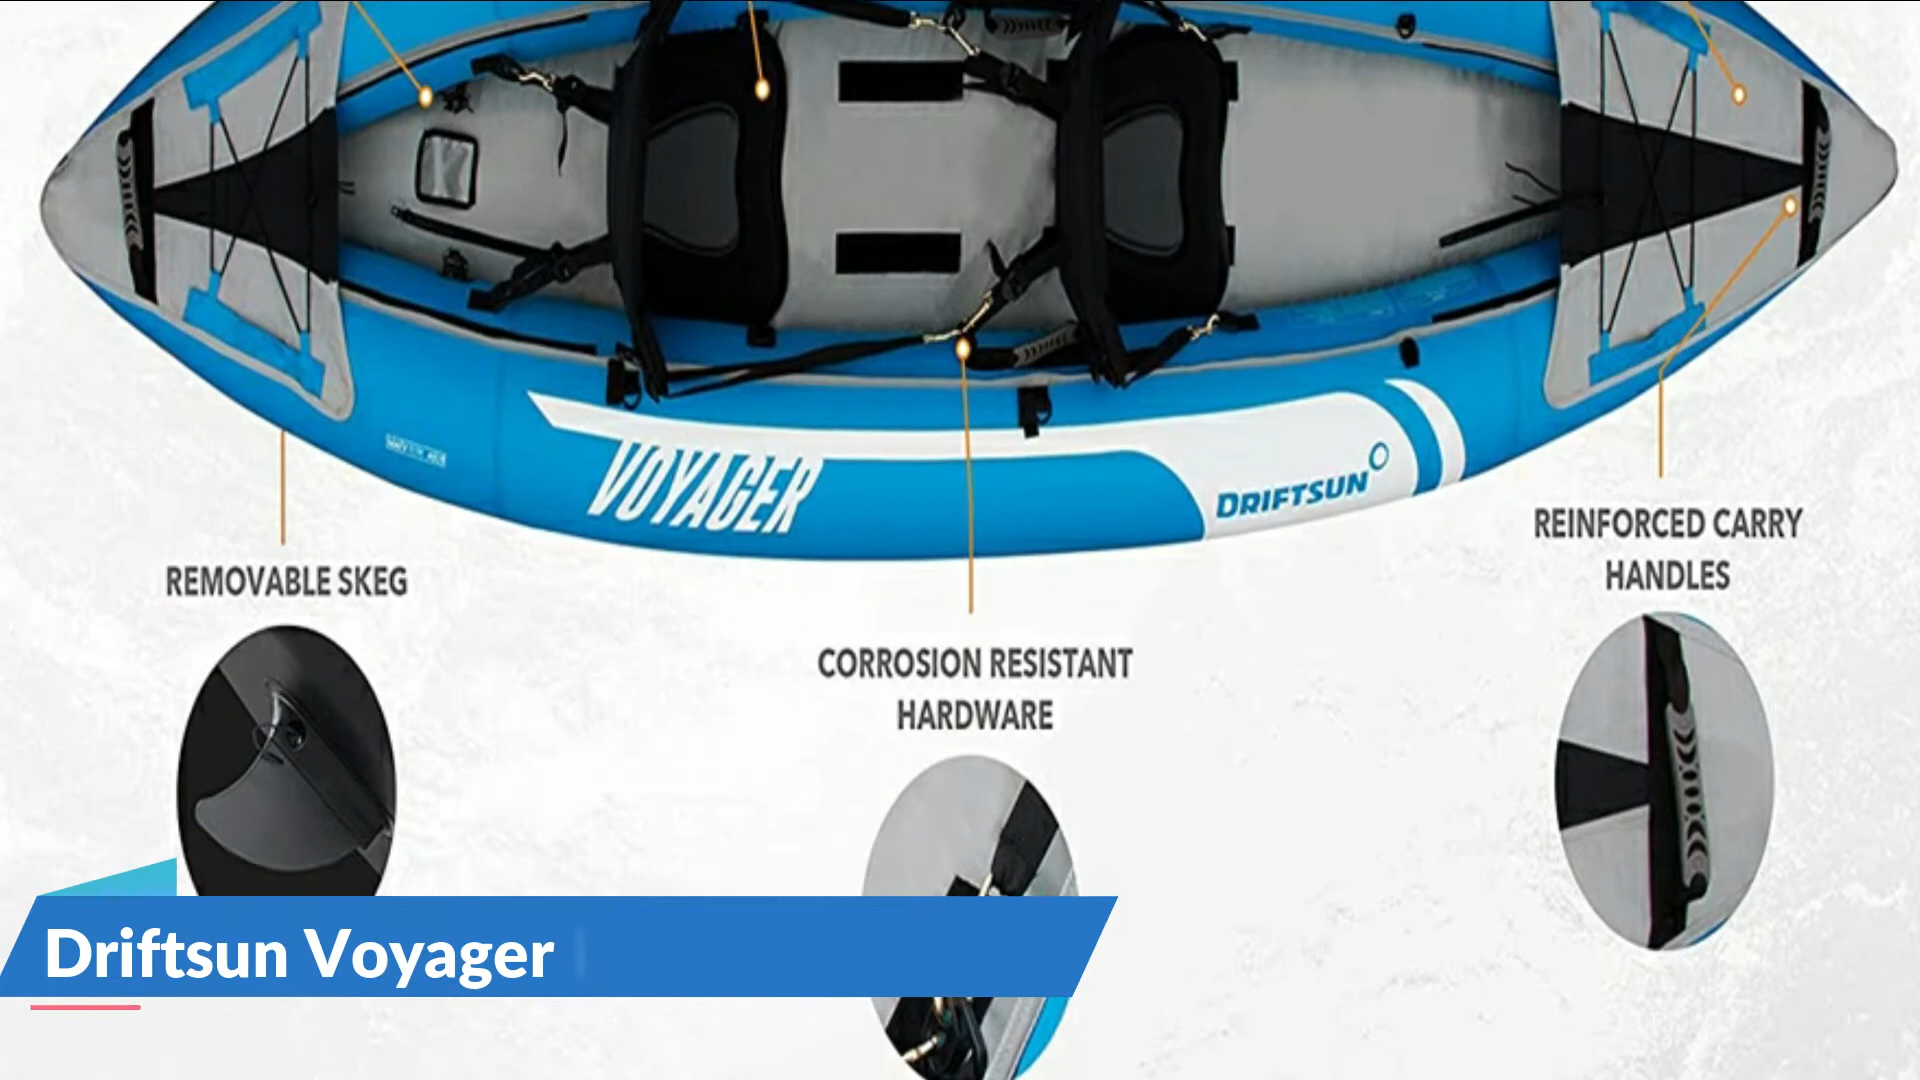 VOYAGER
DRIFTSUN
REMOVABLE SKEG
CORROSION RESISTANT
HARDWARE
REINFORCED CARRY
HANDLES
Driftsun Voyager